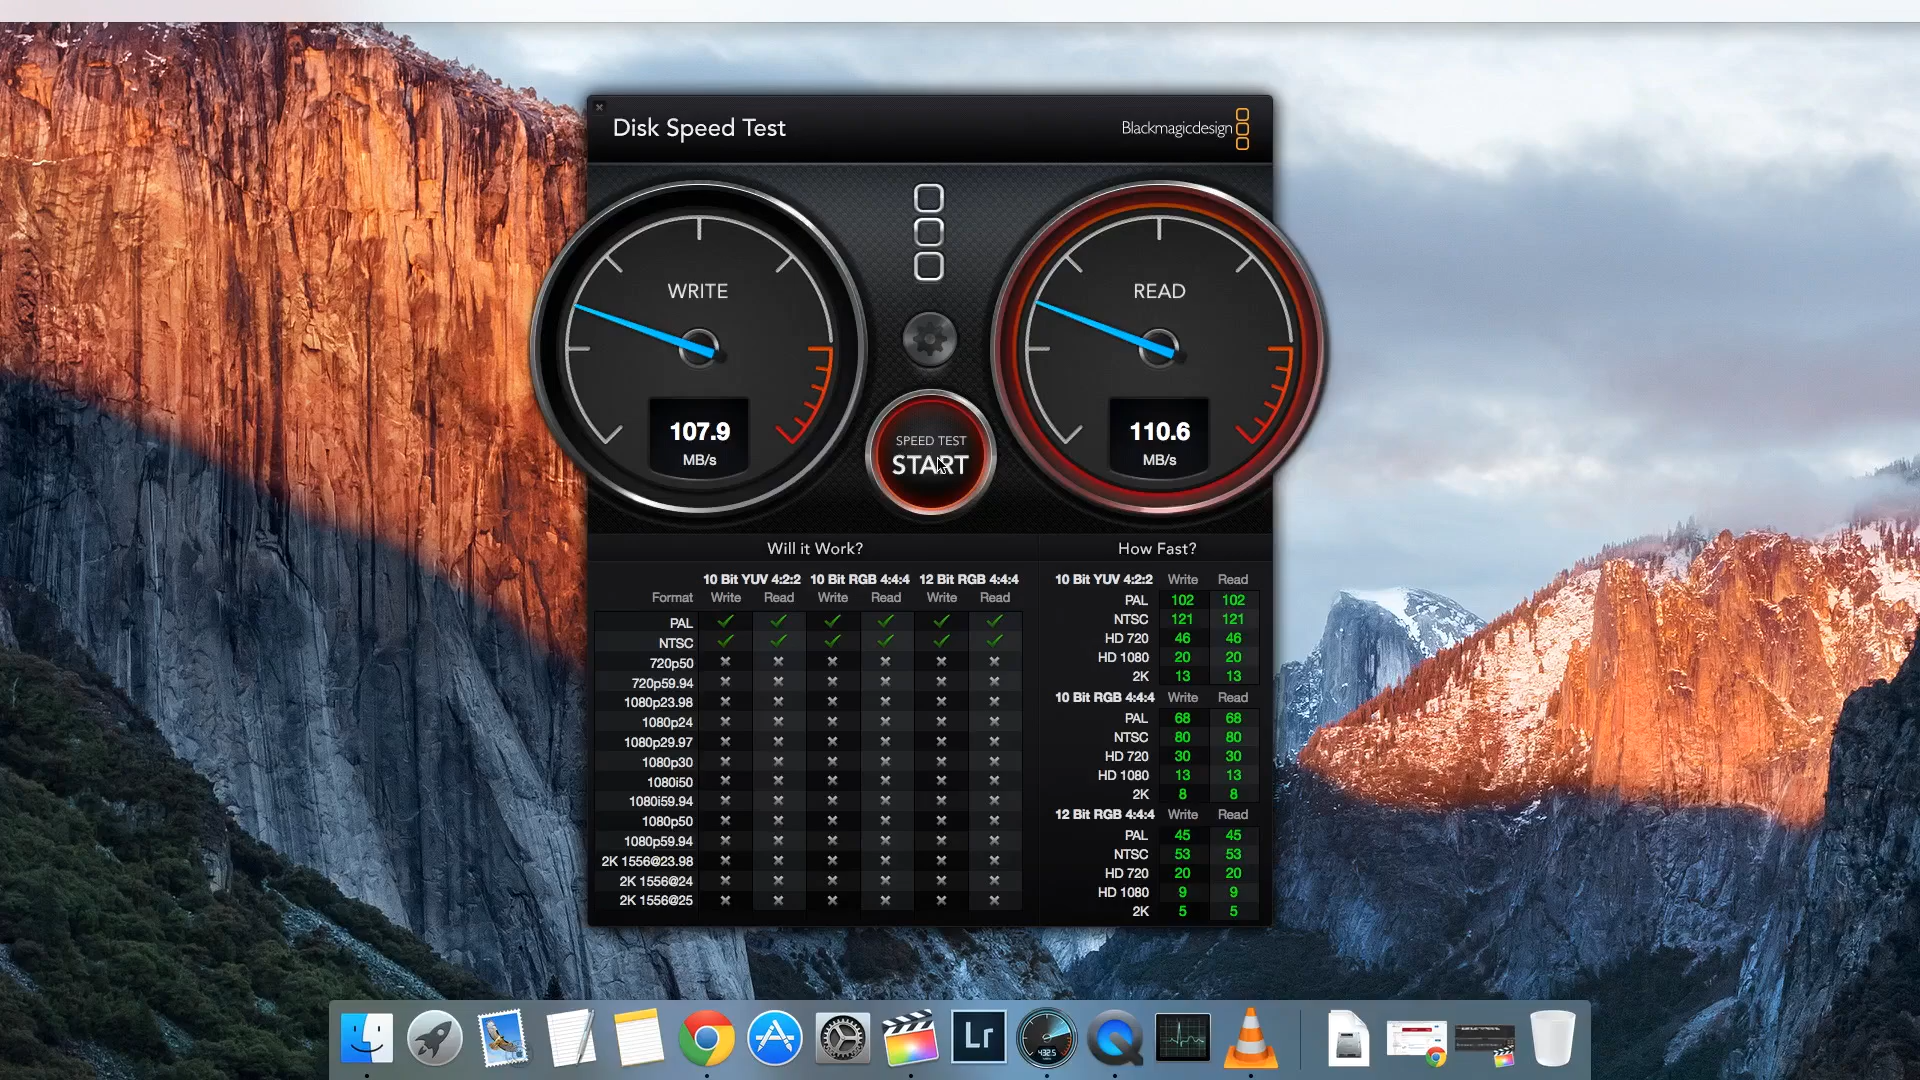 Disk Speed Test
Blackmagicdesign
WRITE
107.9
MB/s
READ
110.6
MB/s
SPEED TEST
START
Will it Work?
10 Bit YUV 4:2:2 10 Bit RGB 4:4:4 12 Bit RGB 4:4:4
Format Write Read Write Read Write Read
PAL
NTSC
720p50
720p59.94
1080p23.98
1080p24
1080p29.97
1080p30
1080i50
1080i59.94
1080p50
1080p59.94
2K 1556@23.98
2K 1556@24
2K 1556@25
How Fast?
10 Bit YUV 4:2:2 Write Read
PAL 102 102
NTSC 121 121
HD 720 46 46
HD 1080 20 20
2K 13 13
10 Bit RGB 4:4:4 Write Read
PAL 68 68
NTSC 80 80
HD 720 30 30
HD 1080 13 13
2K 8 8
12 Bit RGB 4:4:4 Write Read
PAL 45 45
NTSC 53 53
HD 720 20 20
HD 1080 9 9
2K 5 5
Lr
432.5